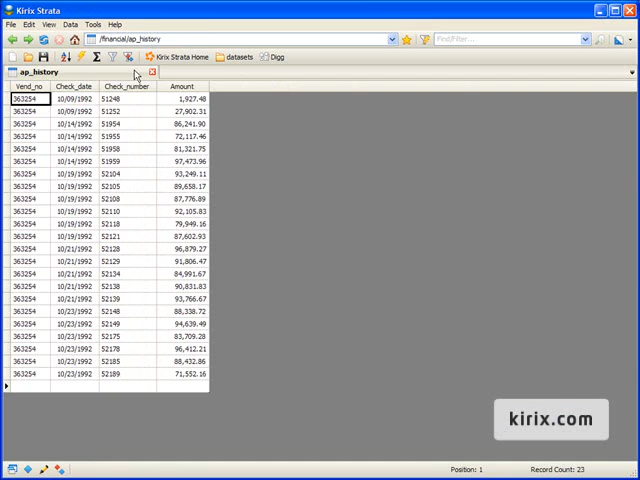 Kirix Strata
File Edit View Data Tools Help
/financial/ap_history
Find/Filter...
Kirix Strata Home datasets Digg
ap_history
Vend_no Check_date Check_number Amount
363254 10/09/1992 51248 1,927.48
363254 10/09/1992 51252 27,902.31
363254 10/14/1992 51954 86,241.90
363254 10/14/1992 51955 72,117.46
363254 10/14/1992 51958 81,321.75
363254 10/14/1992 51959 97,473.96
363254 10/19/1992 52104 93,249.11
363254 10/19/1992 52105 89,658.17
363254 10/19/1992 52108 87,776.89
363254 10/19/1992 52110 92,105.83
363254 10/19/1992 52118 79,949.16
363254 10/19/1992 52121 87,602.93
363254 10/21/1992 52128 96,879.27
363254 10/21/1992 52129 91,806.47
363254 10/21/1992 52134 84,991.67
363254 10/21/1992 52138 90,831.83
363254 10/21/1992 52139 93,766.67
363254 10/23/1992 52148 88,338.72
363254 10/23/1992 52149 94,639.49
363254 10/23/1992 52175 83,709.28
363254 10/23/1992 52178 96,412.21
363254 10/23/1992 52185 88,432.86
363254 10/23/1992 52189 71,552.16
kirix.com
Position: 1 Record Count: 23